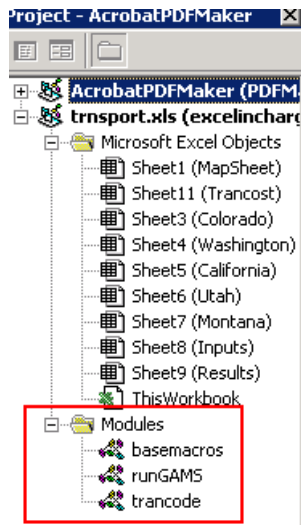 Project - AcrobatPDFMaker
AcrobatPDFMaker (PDFM
trnsport.xls (excelincharg
Microsoft Excel Objects
Sheet1 (MapSheet)
Sheet11 (Trancost)
Sheet3 (Colorado)
Sheet4 (Washington)
Sheet5 (California)
Sheet6 (Utah)
Sheet7 (Montana)
Sheet8 (Inputs)
Sheet9 (Results)
ThisWorkbook
Modules
basemacros
runGAMS
trancode